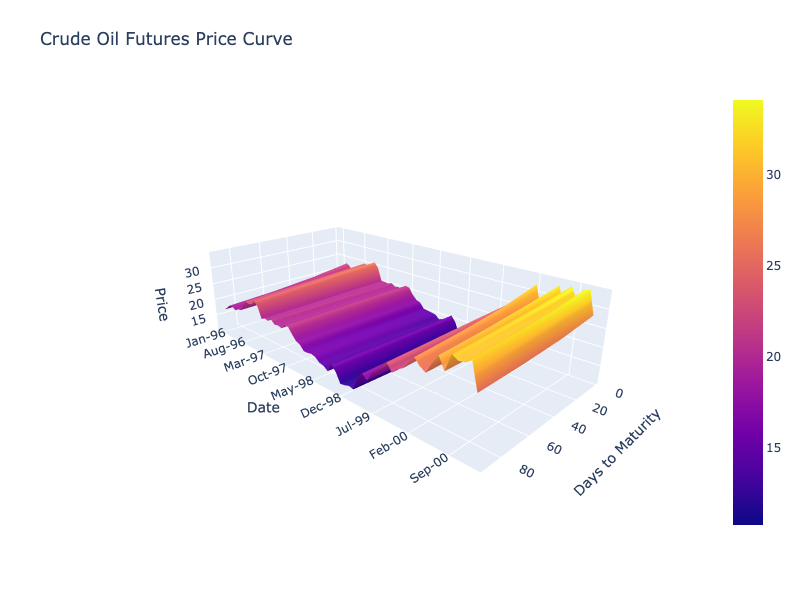 Crude Oil Futures Price Curve
30
25
20
15
Price
Jan-96
Aug-96
Mar-97
Oct-97
May-98
Dec-98
Jul-99
Feb-00
Sep-00
Date
0
20
40
60
80
Days to Maturity
30
25
20
15